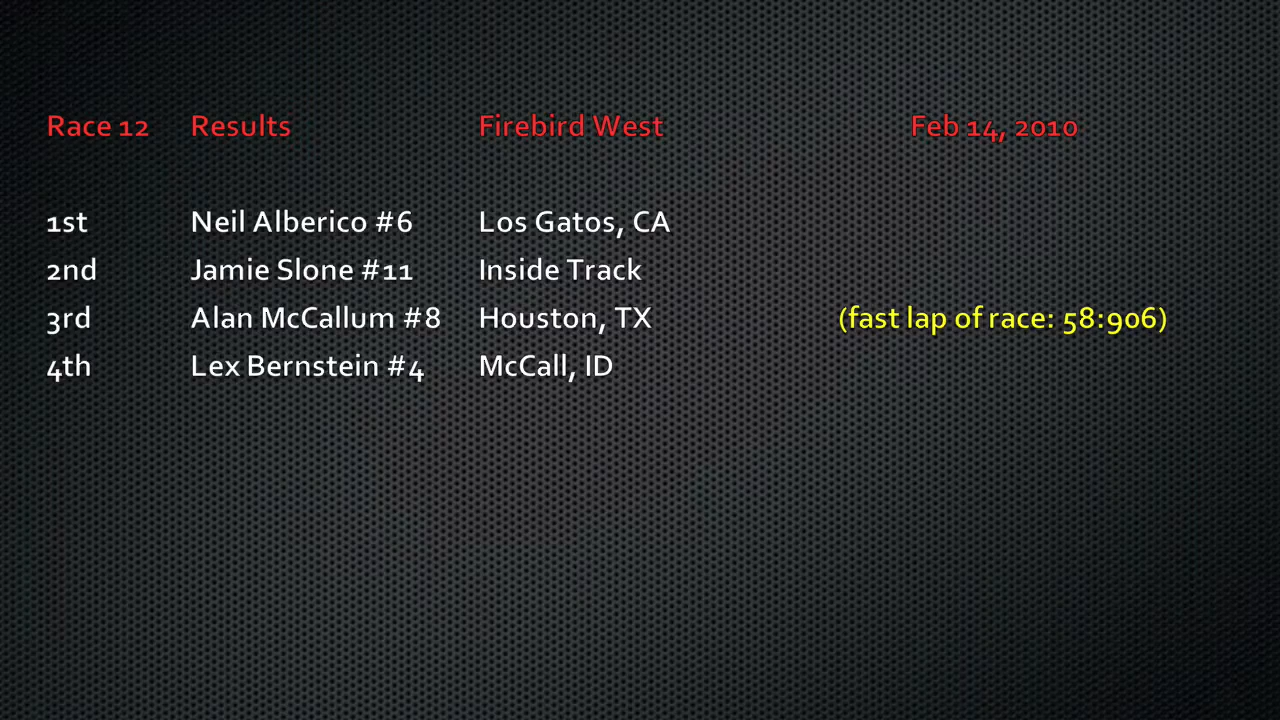 Race 12 Results Firebird West Feb 14, 2010
1st Neil Alberico #6 Los Gatos, CA
2nd Jamie Slone #11 Inside Track
3rd Alan McCallum #8 Houston, TX (fast lap of race: 58:906)
4th Lex Bernstein #4 McCall, ID